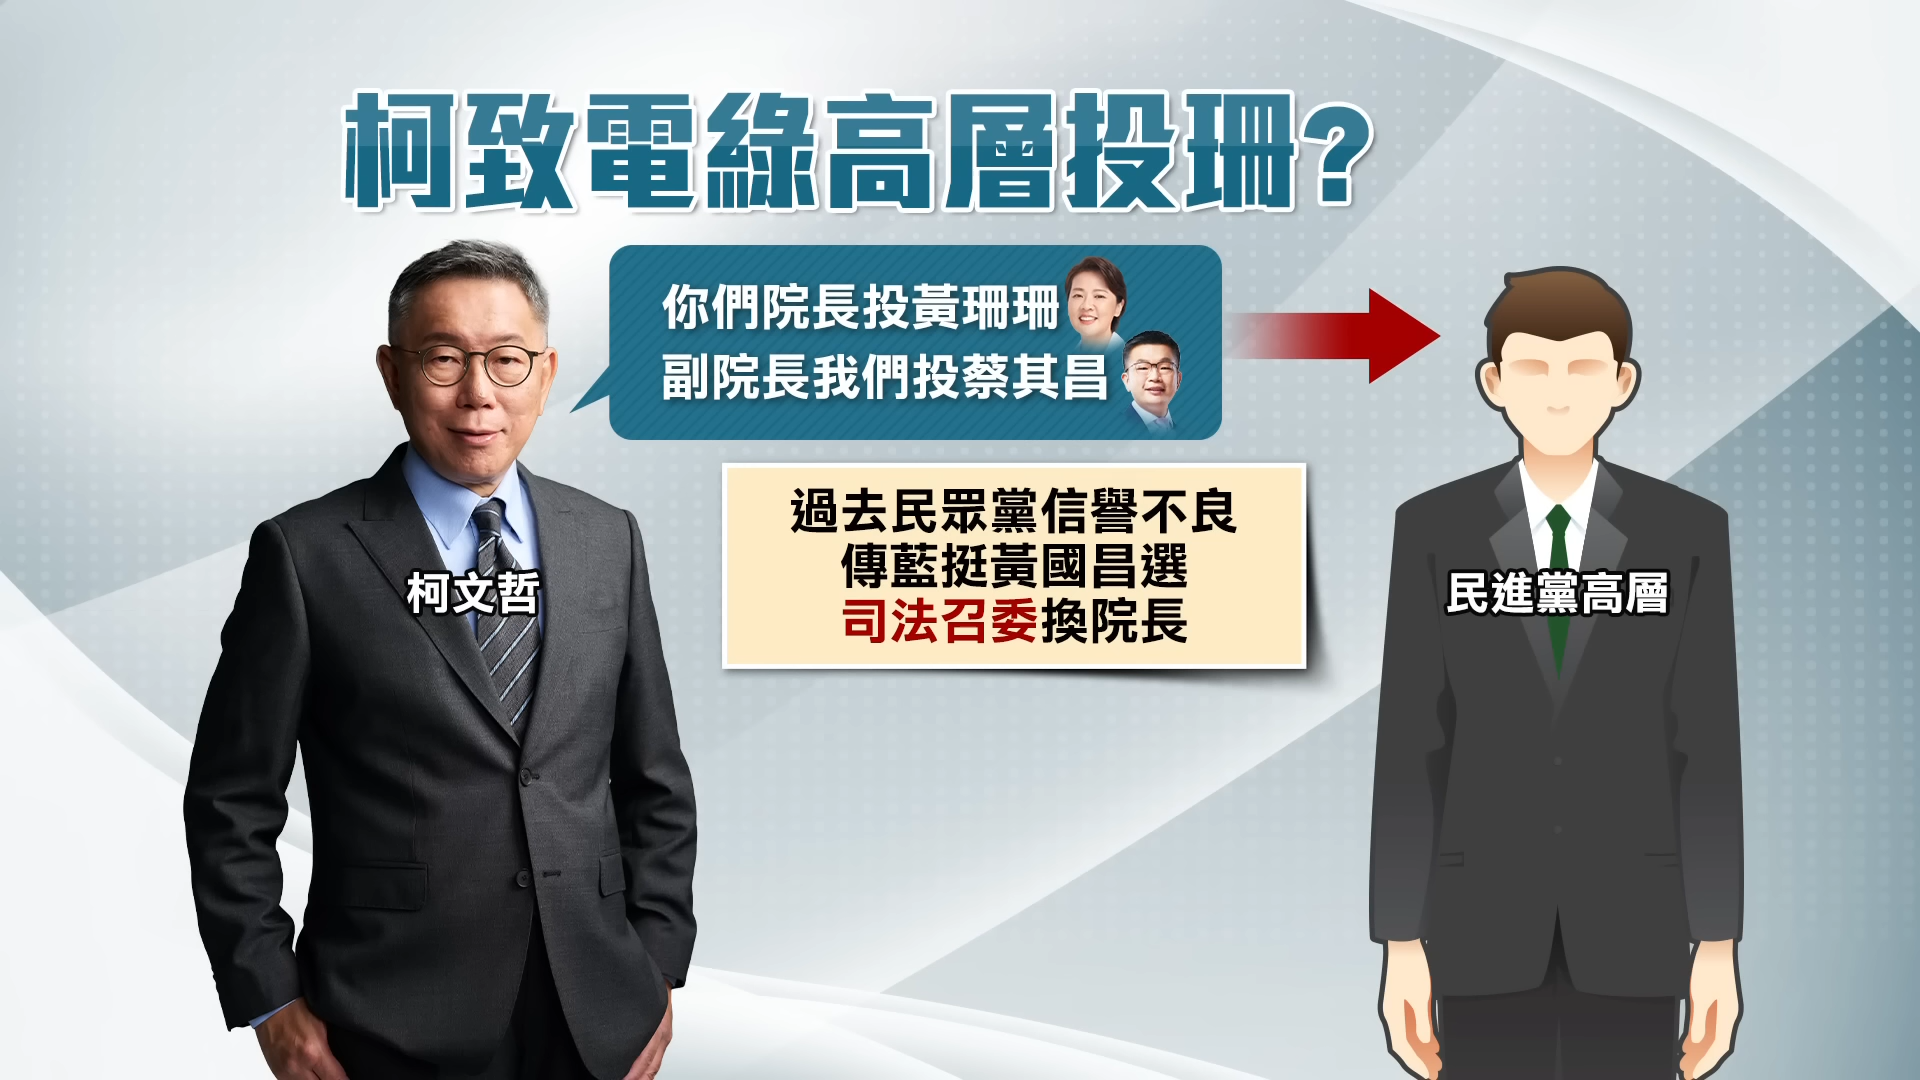 柯致電綠高層投珊?
你們院長投黃珊珊
副院長我們投蔡其昌
過去民眾黨信譽不良
傳藍挺黃國昌選
司法召委換院長
柯文哲
民進黨高層